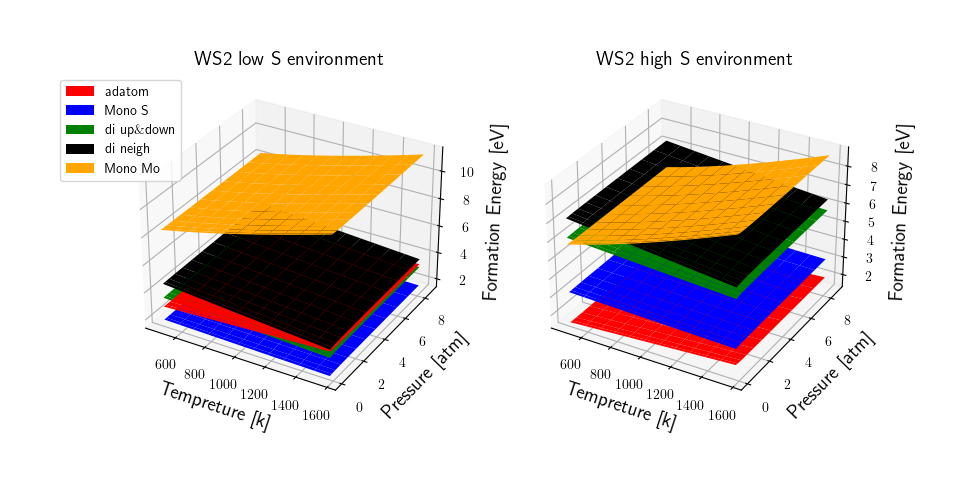 WS2 low S environment
adatom
Mono S
di up&down
di neigh
Mono Mo
10
8
6
4
2
Formation Energy [eV]
600
800
1000
1200
1400
1600
Tempreture [k]
0
2
4
6
8
Pressure [atm]
WS2 high S environment
8
7
6
5
4
3
2
Formation Energy [eV]
600
800
1000
1200
1400
1600
Tempreture [k]
0
2
4
6
8
Pressure [atm]